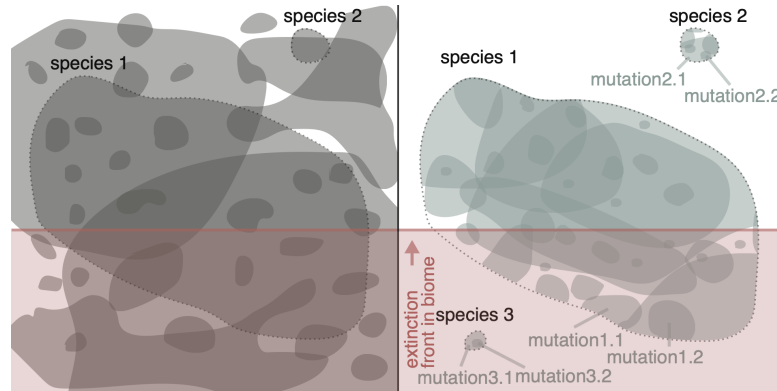 species 2
species 1
species 2
species 1
mutation2.1
mutation2.2
extinction
front in biome
species 3
mutation1.1
mutation1.2
mutation3.1
mutation3.2